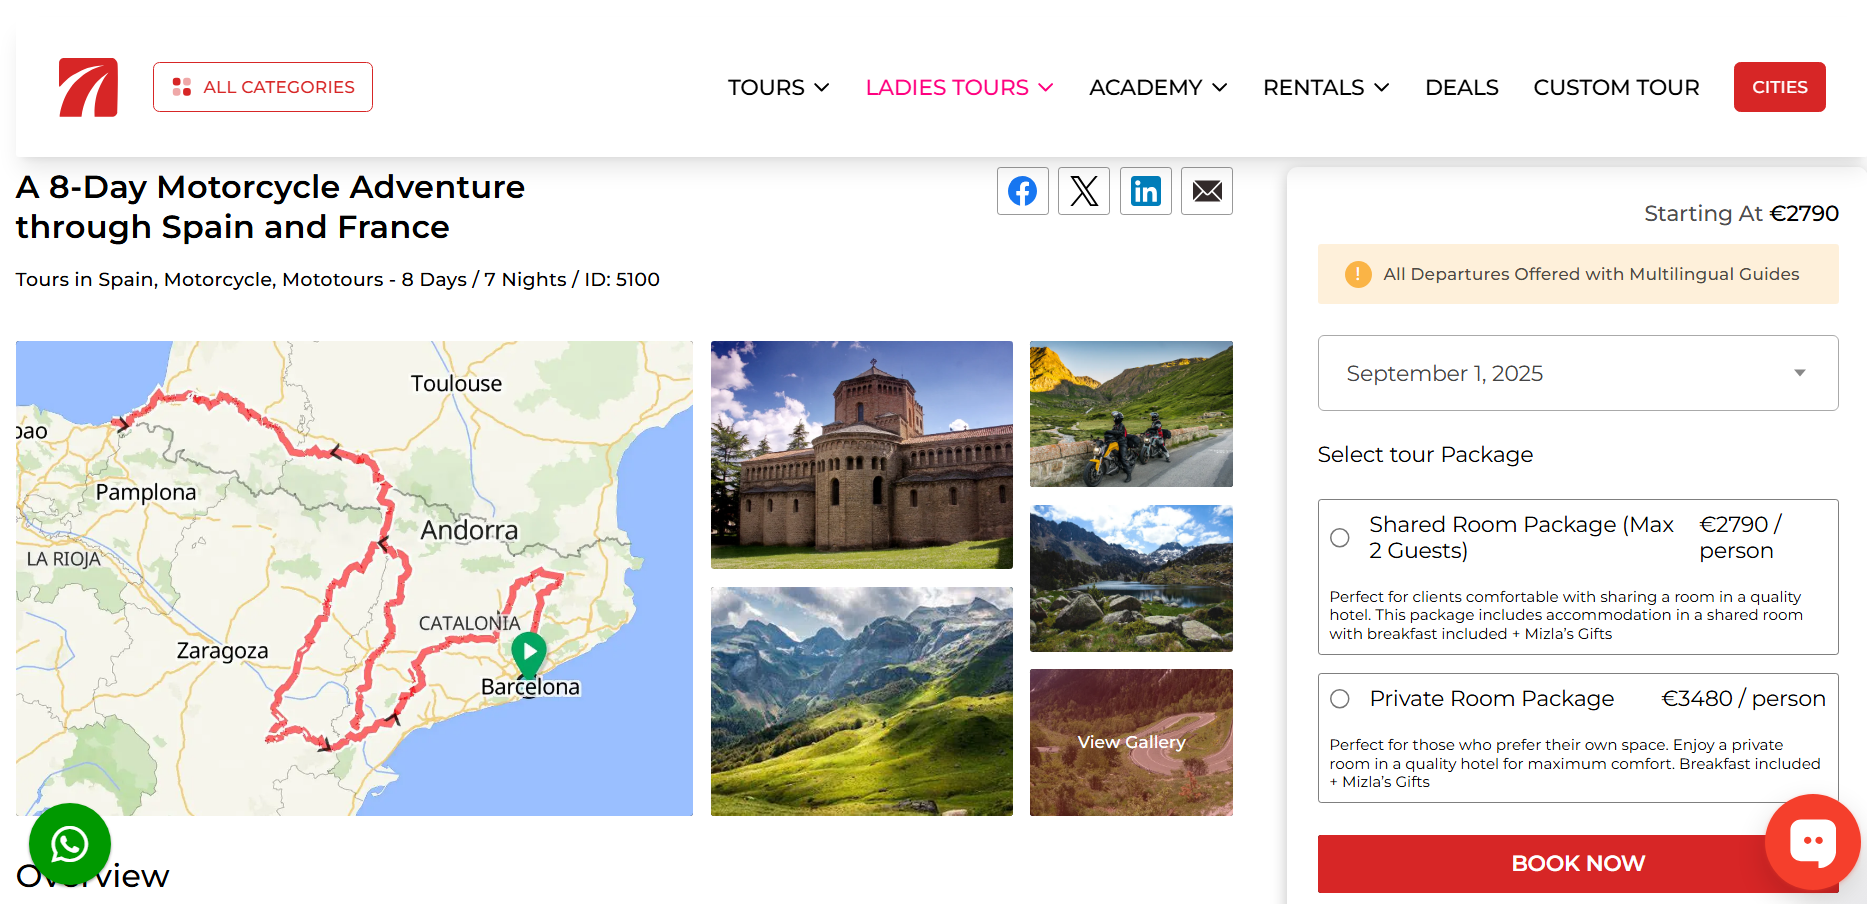 ALL CATEGORIES
TOURS
LADIES TOURS
ACADEMY
RENTALS
DEALS
CUSTOM TOUR
CITIES
A 8-Day Motorcycle Adventure
through Spain and France
Tours in Spain, Motorcycle, Mototours - 8 Days / 7 Nights / ID: 5100
Toulouse
bao
Pamplona
Andorra
LA RIOJA
CATALONIA
Zaragoza
Barcelona
View Gallery
Overview
Starting At €2790
All Departures Offered with Multilingual Guides
September 1, 2025
Select tour Package
Shared Room Package (Max
2 Guests)
€2790 /
person
Perfect for clients comfortable with sharing a room in a quality
hotel. This package includes accommodation in a shared room
with breakfast included + Mizla's Gifts
Private Room Package
€3480 / person
Perfect for those who prefer their own space. Enjoy a private
room in a quality hotel for maximum comfort. Breakfast included
+ Mizla's Gifts
BOOK NOW